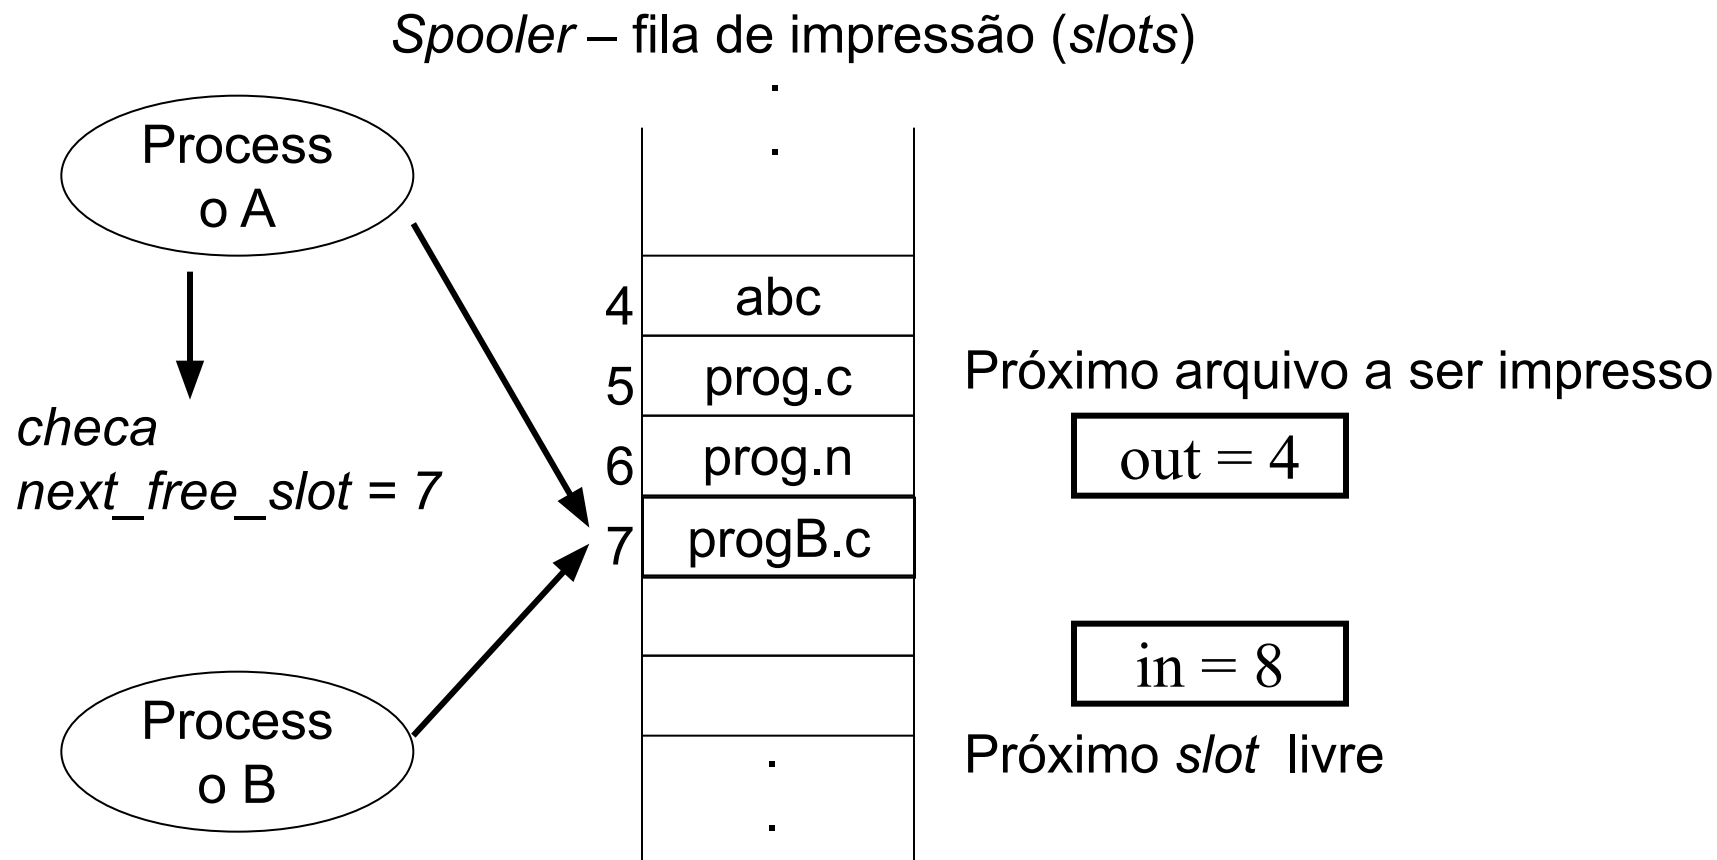 Spooler – fila de impressão (slots)
Process
o A
checa
next_free_slot = 7
Process
o B
4 abc
5 prog.c
6 prog.n
7 progB.c
Próximo arquivo a ser impresso
out = 4
in = 8
Próximo slot livre